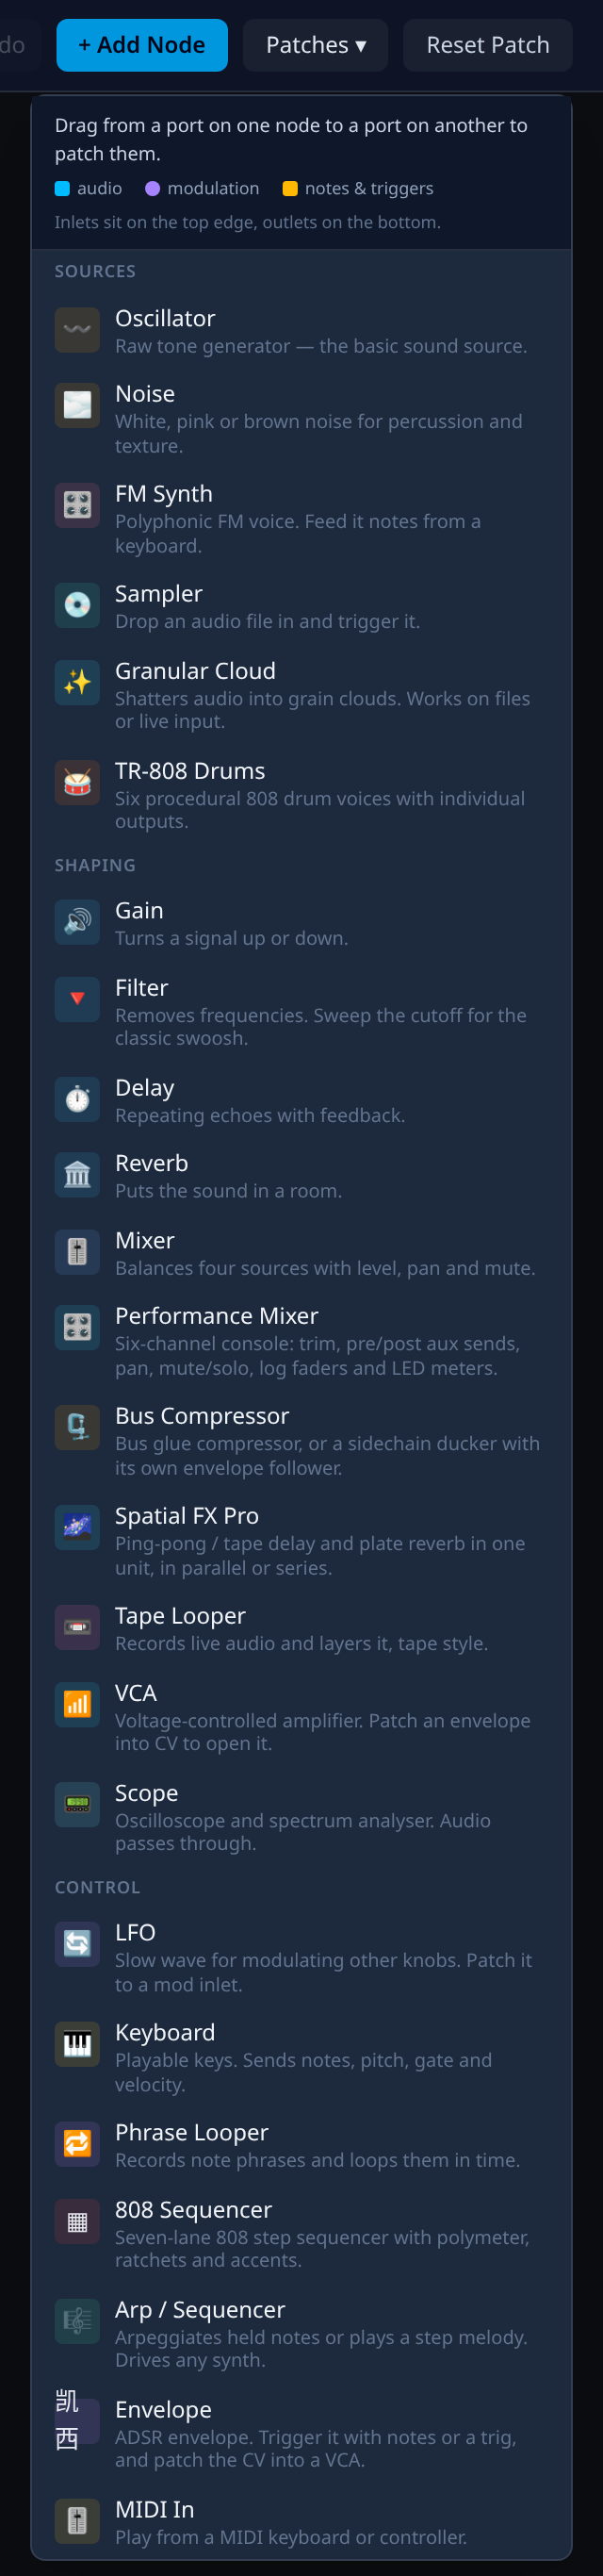 do
+ Add Node
Patches ▾
Reset Patch
Drag from a port on one node to a port on another to
patch them.
audio
modulation
notes & triggers
Inlets sit on the top edge, outlets on the bottom.
SOURCES
Oscillator
Raw tone generator — the basic sound source.
Noise
White, pink or brown noise for percussion and
texture.
FM Synth
Polyphonic FM voice. Feed it notes from a
keyboard.
Sampler
Drop an audio file in and trigger it.
Granular Cloud
Shatters audio into grain clouds. Works on files
or live input.
TR-808 Drums
Six procedural 808 drum voices with individual
outputs.
SHAPING
Gain
Turns a signal up or down.
Filter
Removes frequencies. Sweep the cutoff for the
classic swoosh.
Delay
Repeating echoes with feedback.
Reverb
Puts the sound in a room.
Mixer
Balances four sources with level, pan and mute.
Performance Mixer
Six-channel console: trim, pre/post aux sends,
pan, mute/solo, log faders and LED meters.
Bus Compressor
Bus glue compressor, or a sidechain ducker with
its own envelope follower.
Spatial FX Pro
Ping-pong / tape delay and plate reverb in one
unit, in parallel or series.
Tape Looper
Records live audio and layers it, tape style.
VCA
Voltage-controlled amplifier. Patch an envelope
into CV to open it.
Scope
Oscilloscope and spectrum analyser. Audio
passes through.
CONTROL
LFO
Slow wave for modulating other knobs. Patch it
to a mod inlet.
Keyboard
Playable keys. Sends notes, pitch, gate and
velocity.
Phrase Looper
Records note phrases and loops them in time.
808 Sequencer
Seven-lane 808 step sequencer with polymeter,
ratchets and accents.
Arp / Sequencer
Arpeggiates held notes or plays a step melody.
Drives any synth.
凯
西
Envelope
ADSR envelope. Trigger it with notes or a trig,
and patch the CV into a VCA.
MIDI In
Play from a MIDI keyboard or controller.